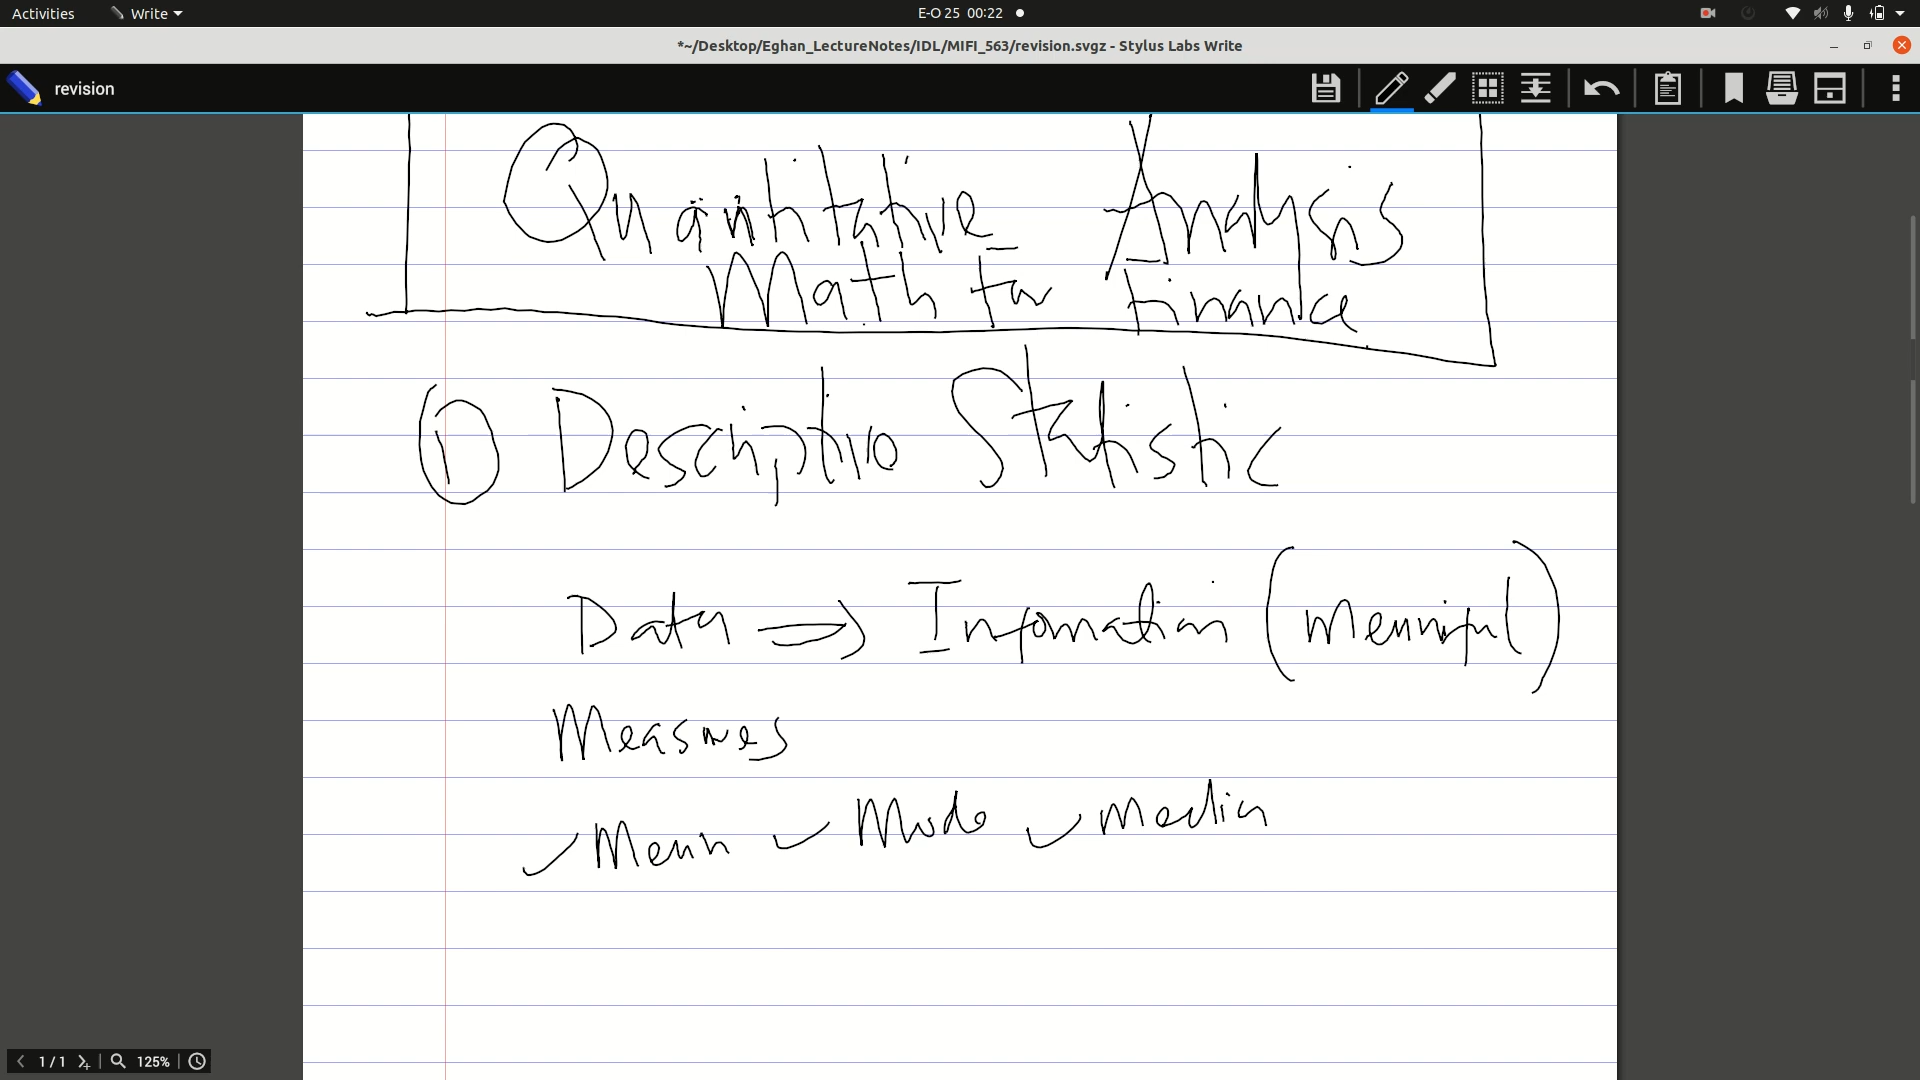 Activities Write E-O 25 00:22
*~/Desktop/Eghan_LectureNotes/IDL/MIFI_563/revision.svgz - Stylus Labs Write
revision
Quantitative Analysis
Math for Finance
① Descriptive Statistic
Data ⇒ Information (Meaningful)
Measures
✓ Mean ✓ Mode ✓ Median
1 / 1 125%